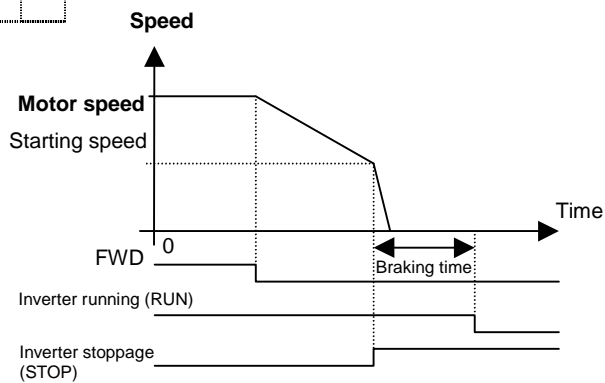 Speed
Motor speed
Starting speed
Time
0
FWD
Braking time
Inverter running (RUN)
Inverter stoppage
(STOP)